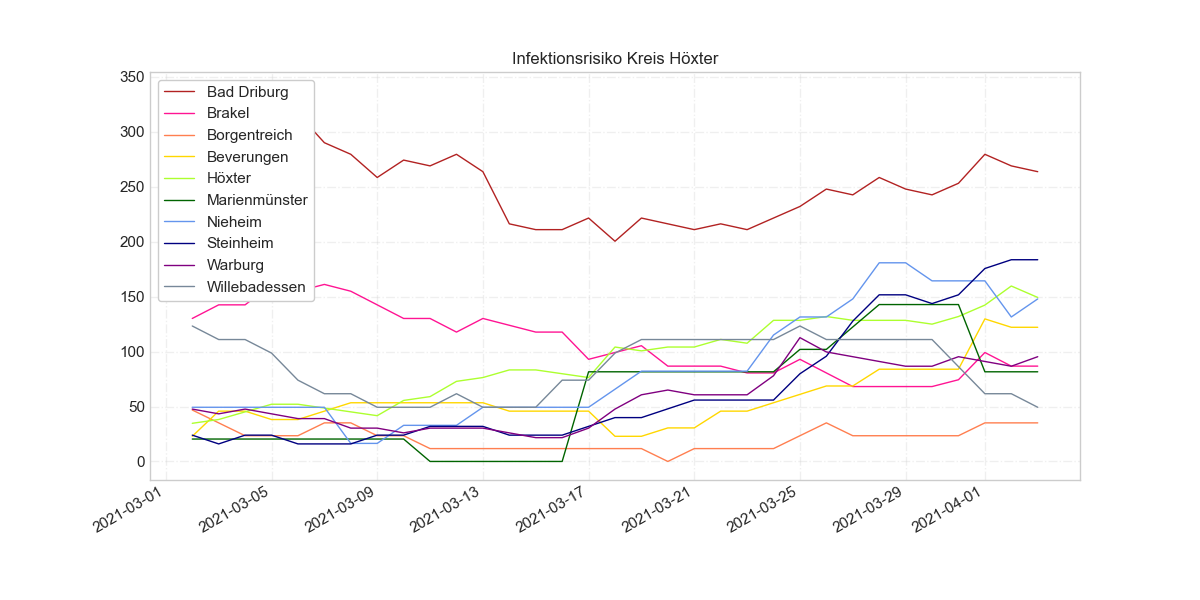 Infektionsrisiko Kreis Höxter
350
300
250
200
150
100
50
0
Bad Driburg
Brakel
Borgentreich
Beverungen
Höxter
Marienmünster
Nieheim
Steinheim
Warburg
Willebadessen
2021-03-01
2021-03-05
2021-03-09
2021-03-13
2021-03-17
2021-03-21
2021-03-25
2021-03-29
2021-04-01